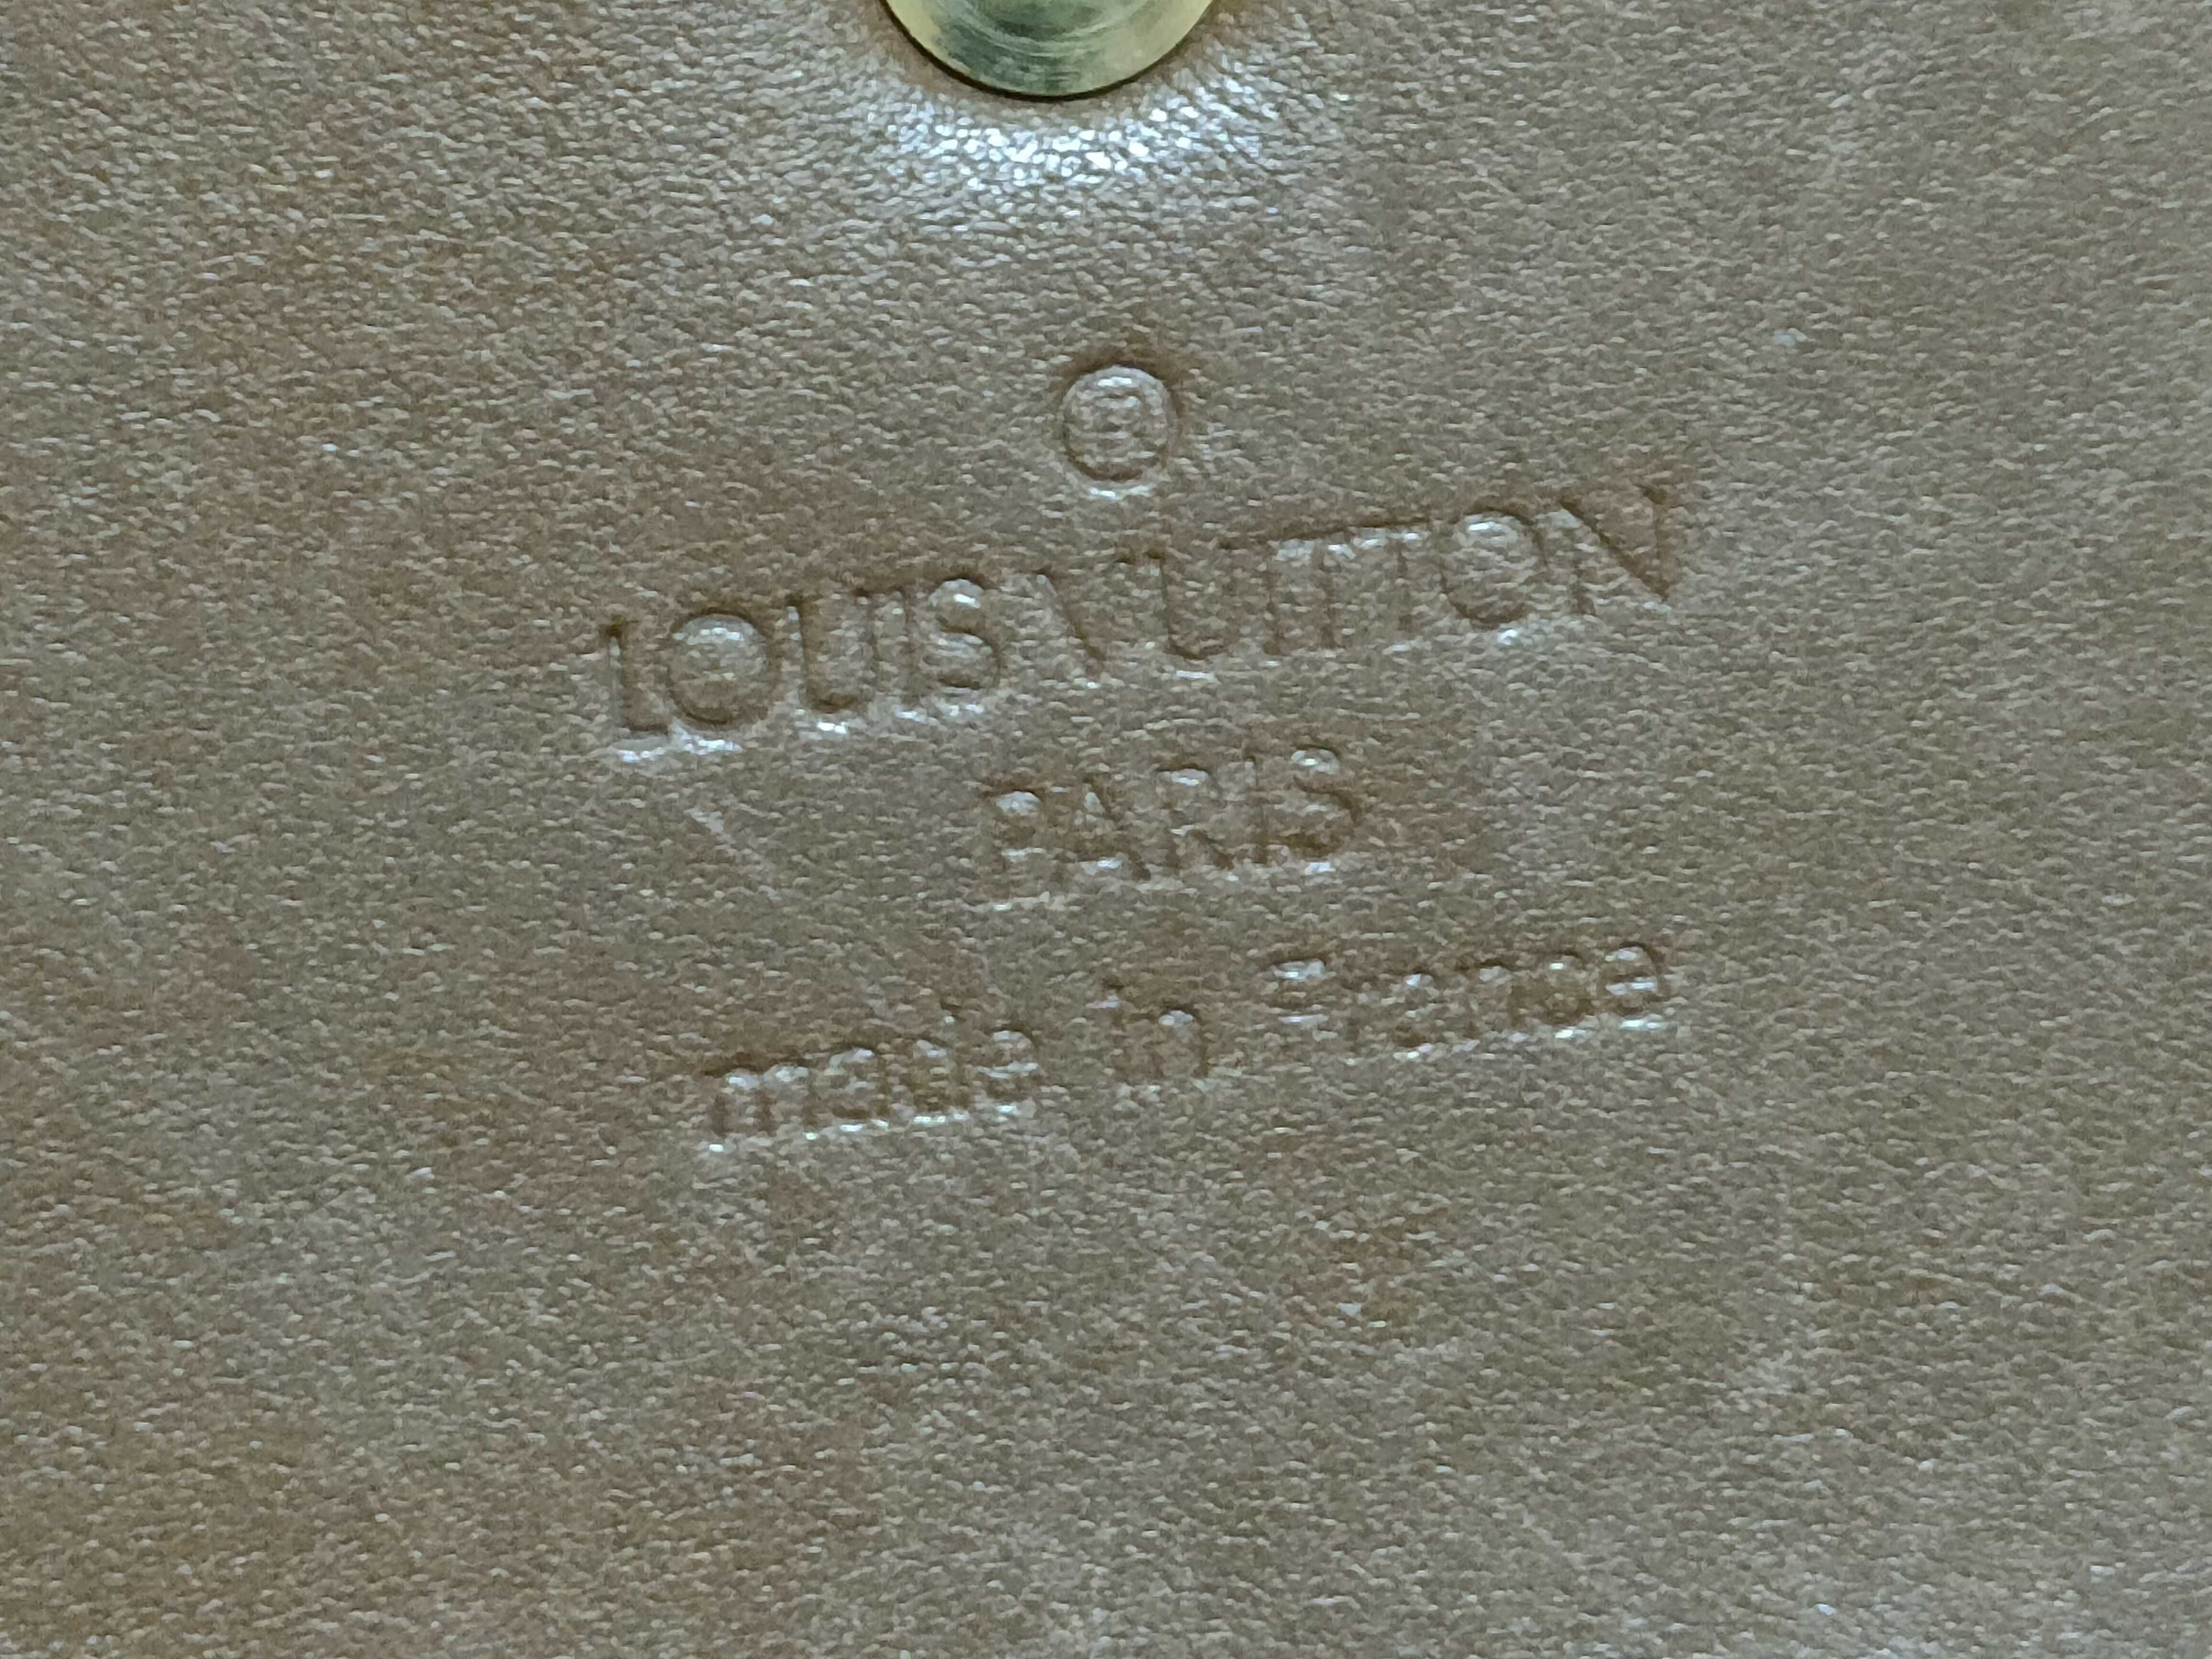 ®
LOUIS VUITTON
PARIS
made in France